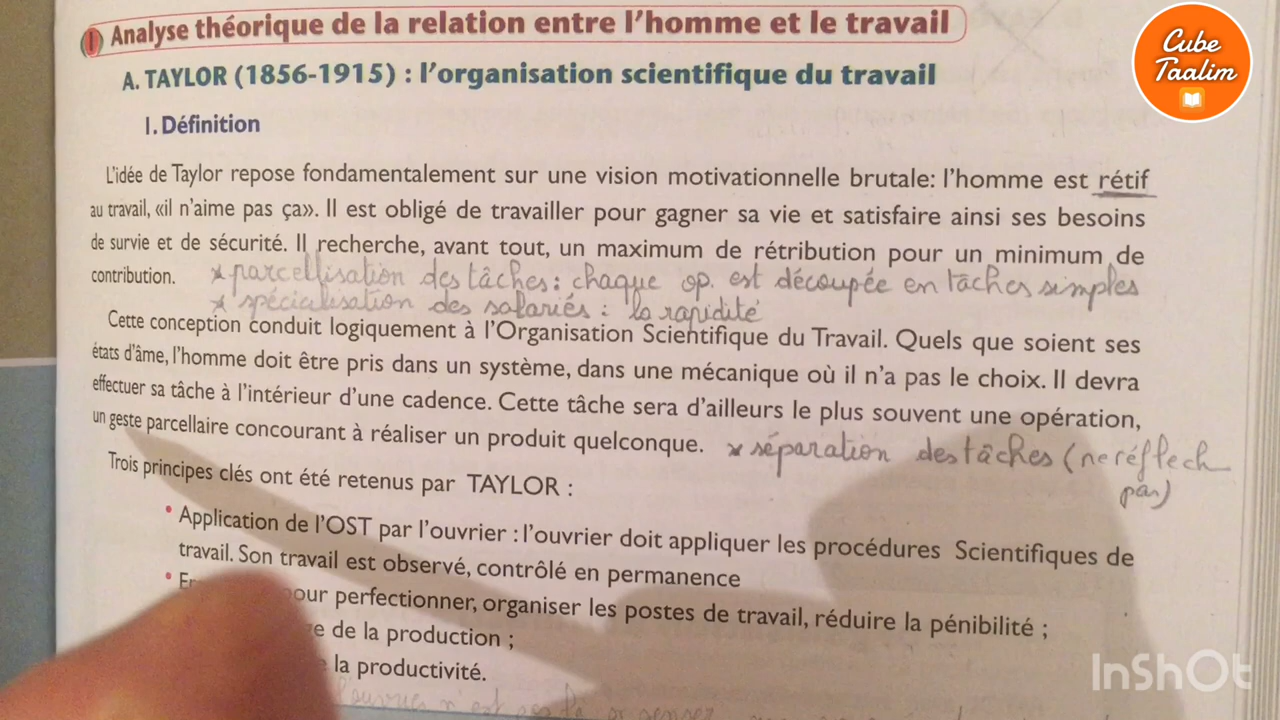 I Analyse théorique de la relation entre l'homme et le travail
Cube
Taalim
A. TAYLOR (1856-1915) : l'organisation scientifique du travail
I. Définition
L'idée de Taylor repose fondamentalement sur une vision motivationnelle brutale: l'homme est rétif
au travail, «il n'aime pas ça». Il est obligé de travailler pour gagner sa vie et satisfaire ainsi ses besoins
de survie et de sécurité. Il recherche, avant tout, un maximum de rétribution pour un minimum de
contribution.
* parcellisation des tâches : chaque op. est découpée en tâches simples
* spécialisation des salariés : la rapidité
Cette conception conduit logiquement à l'Organisation Scientifique du Travail. Quels que soient ses
états d'âme, l'homme doit être pris dans un système, dans une mécanique où il n'a pas le choix. Il devra
effectuer sa tâche à l'intérieur d'une cadence. Cette tâche sera d'ailleurs le plus souvent une opération,
un geste parcellaire concourant à réaliser un produit quelconque.
* séparation des tâches (ne réflech
pas)
Trois principes clés ont été retenus par TAYLOR :
• Application de l'OST par l'ouvrier : l'ouvrier doit appliquer les procédures Scientifiques de
travail. Son travail est observé, contrôlé en permanence
• pour perfectionner, organiser les postes de travail, réduire la pénibilité ;
de la production ;
la productivité.
l'ouvrier n'est pas
InShOt